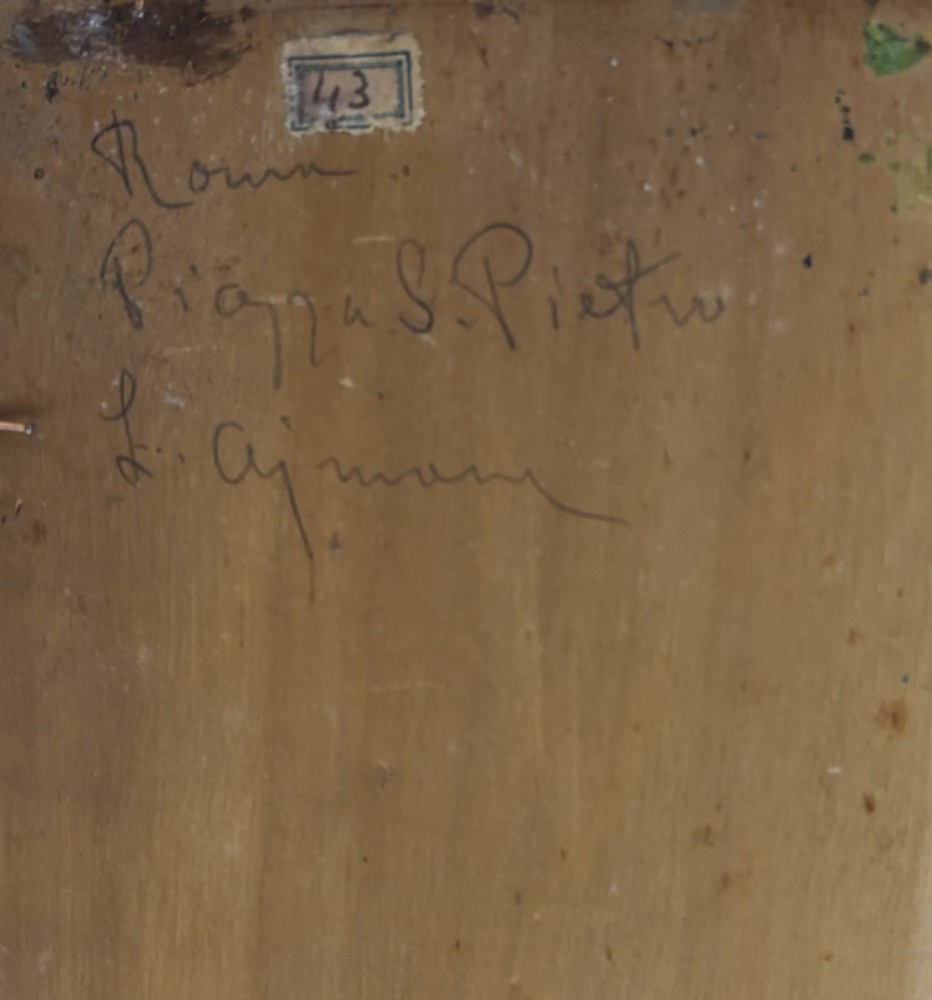 43
Roma
Piazza S. Pietro
L. Ajmone